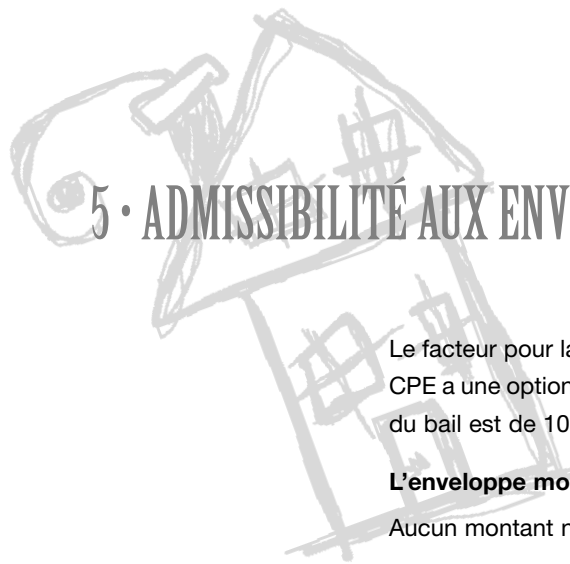 5 • ADMISSIBILITÉ AUX ENV
Le facteur pour la
CPE a une option
du bail est de 10
L'enveloppe mo
Aucun montant n